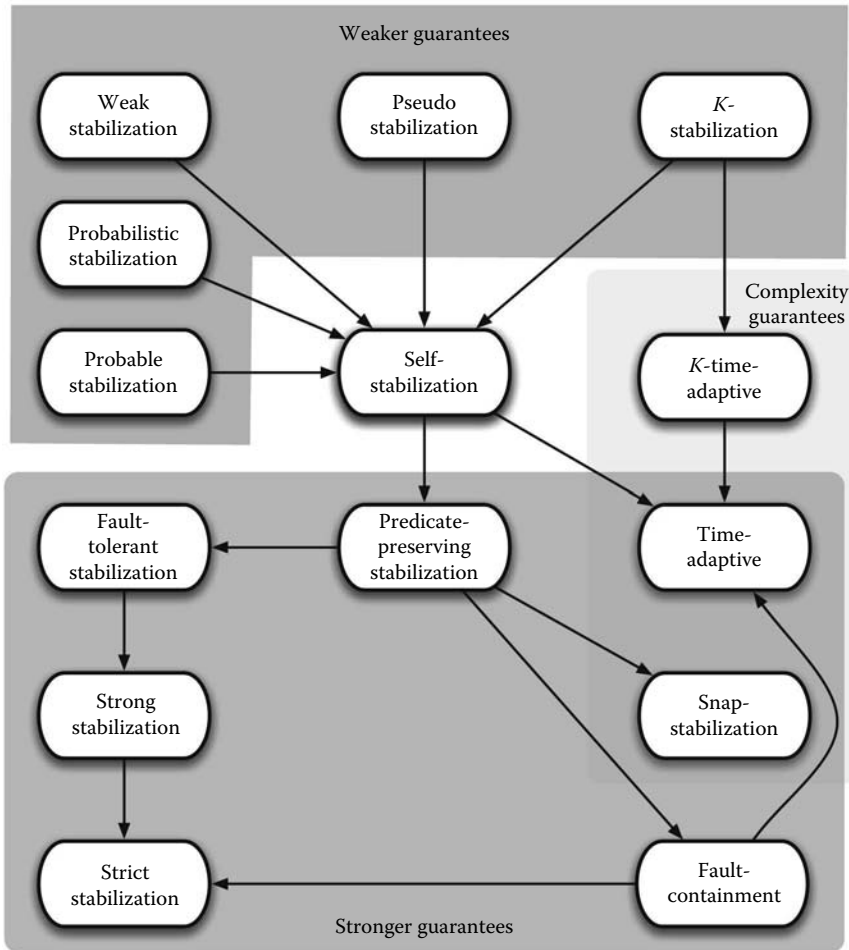 Weaker guarantees
Weak
stabilization
Pseudo
stabilization
K-
stabilization
Probabilistic
stabilization
Complexity
guarantees
Probable
stabilization
Self-
stabilization
K-time-
adaptive
Fault-
tolerant
stabilization
Predicate-
preserving
stabilization
Time-
adaptive
Strong
stabilization
Snap-
stabilization
Strict
stabilization
Fault-
containment
Stronger guarantees